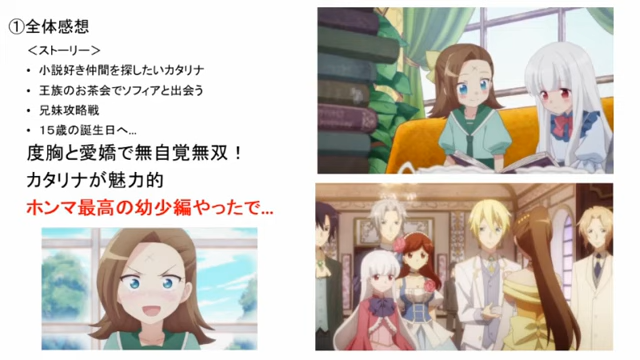 ①全体感想
＜ストーリー＞
• 小説好き仲間を探したいカタリナ
• 王族のお茶会でソフィアと出会う
• 兄妹攻略戦
• １５歳の誕生日へ...
度胸と愛嬌で無自覚無双！
カタリナが魅力的
ホンマ最高の幼少編やったで...